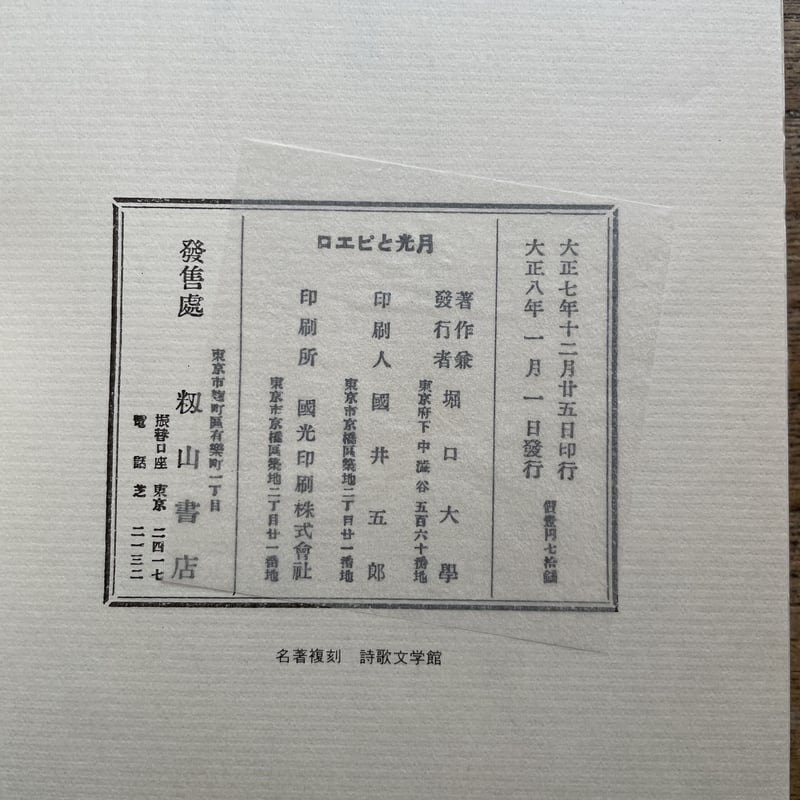 大正七年十二月廿五日印行
大正八年一月一日發行
價壹円七拾錢
月光とピエロ
著作兼
發行者
堀口大學
東京府下中澁谷五百六十番地
印刷人
國井五郎
東京市京橋區築地二丁目廿一番地
印刷所
國光印刷株式會社
東京市京橋區築地二丁目廿一番地
發售處
東京市麹町區有樂町一丁目
籾山書店
振替口座東京二四一七
電話芝二一三二
名著複刻 詩歌文学館